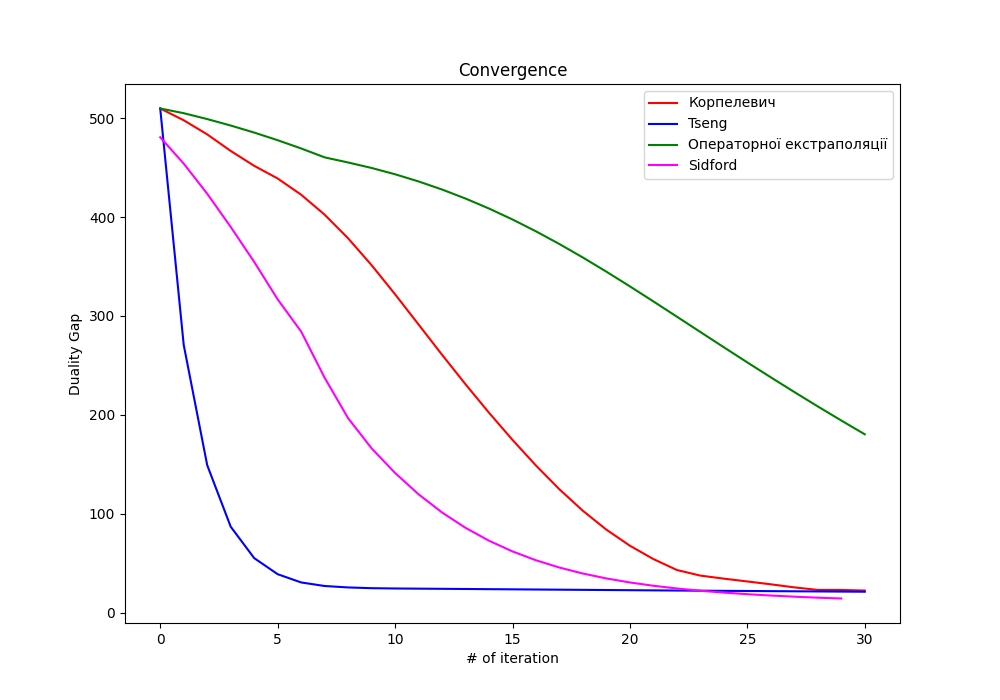 Convergence
Корпелевич
Tseng
Операторної екстраполяції
Sidford
500
400
300
200
100
0
Duality Gap
0 5 10 15 20 25 30
# of iteration